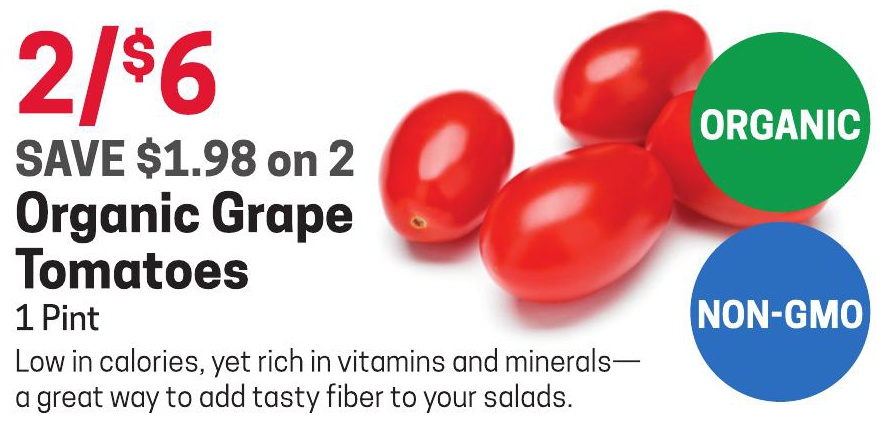 2/$6
SAVE $1.98 on 2
Organic Grape
Tomatoes
1 Pint
Low in calories, yet rich in vitamins and minerals—
a great way to add tasty fiber to your salads.
ORGANIC
NON-GMO